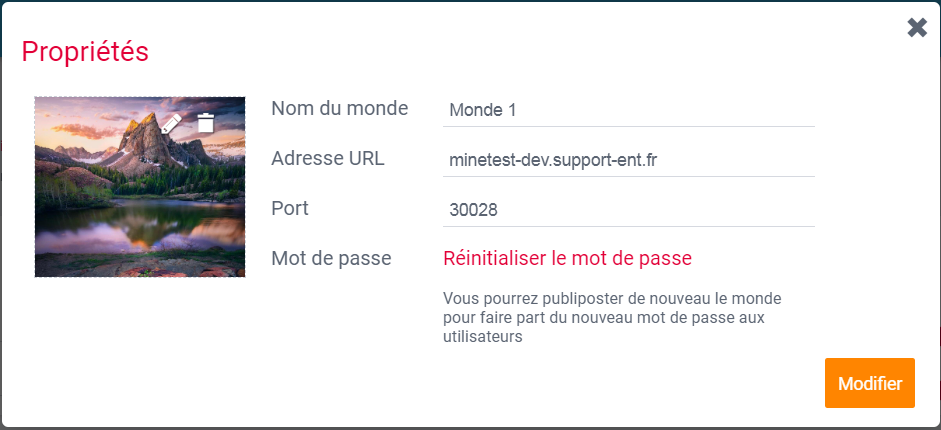 Propriétés
Nom du monde
Monde 1
Adresse URL
minetest-dev.support-ent.fr
Port
30028
Mot de passe
Réinitialiser le mot de passe
Vous pourrez publiposter de nouveau le monde
pour faire part du nouveau mot de passe aux
utilisateurs
Modifier